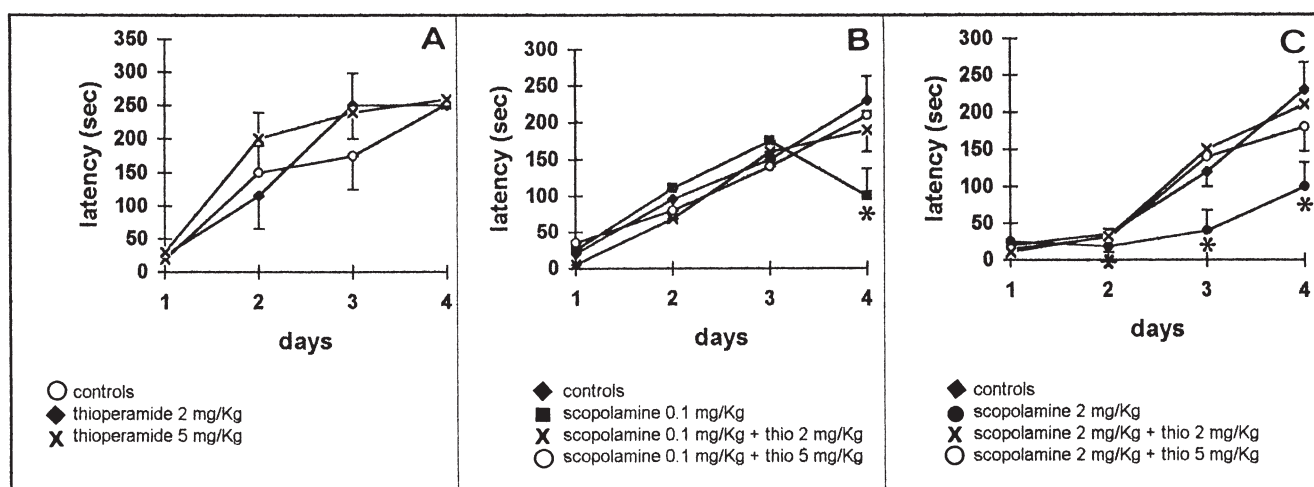 A
latency (sec)
350
300
250
200
150
100
50
0
1 2 3 4
days
controls
thioperamide 2 mg/Kg
thioperamide 5 mg/Kg
B
latency (sec)
300
250
200
150
100
50
0
1 2 3 4
*
days
controls
scopolamine 0.1 mg/Kg
scopolamine 0.1 mg/Kg + thio 2 mg/Kg
scopolamine 0.1 mg/Kg + thio 5 mg/Kg
C
latency (sec)
300
250
200
150
100
50
0
1 2 3 4
* * *
days
controls
scopolamine 2 mg/Kg
scopolamine 2 mg/Kg + thio 2 mg/Kg
scopolamine 2 mg/Kg + thio 5 mg/Kg